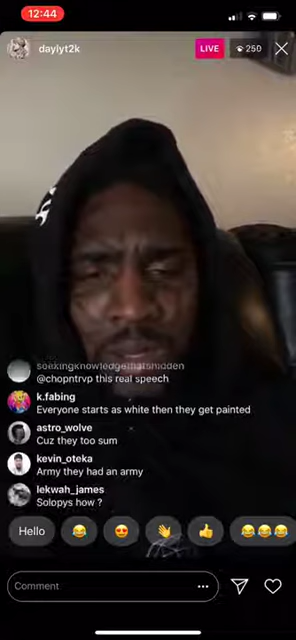 12:44
daylyt2k
LIVE
250
seekingknowledgethatshidden
@chopntrvp this real speech
k.fabing
Everyone starts as white then they get painted
astro_wolve
Cuz they too sum
kevin_oteka
Army they had an army
lekwah_james
Solopys how ?
Hello
Comment